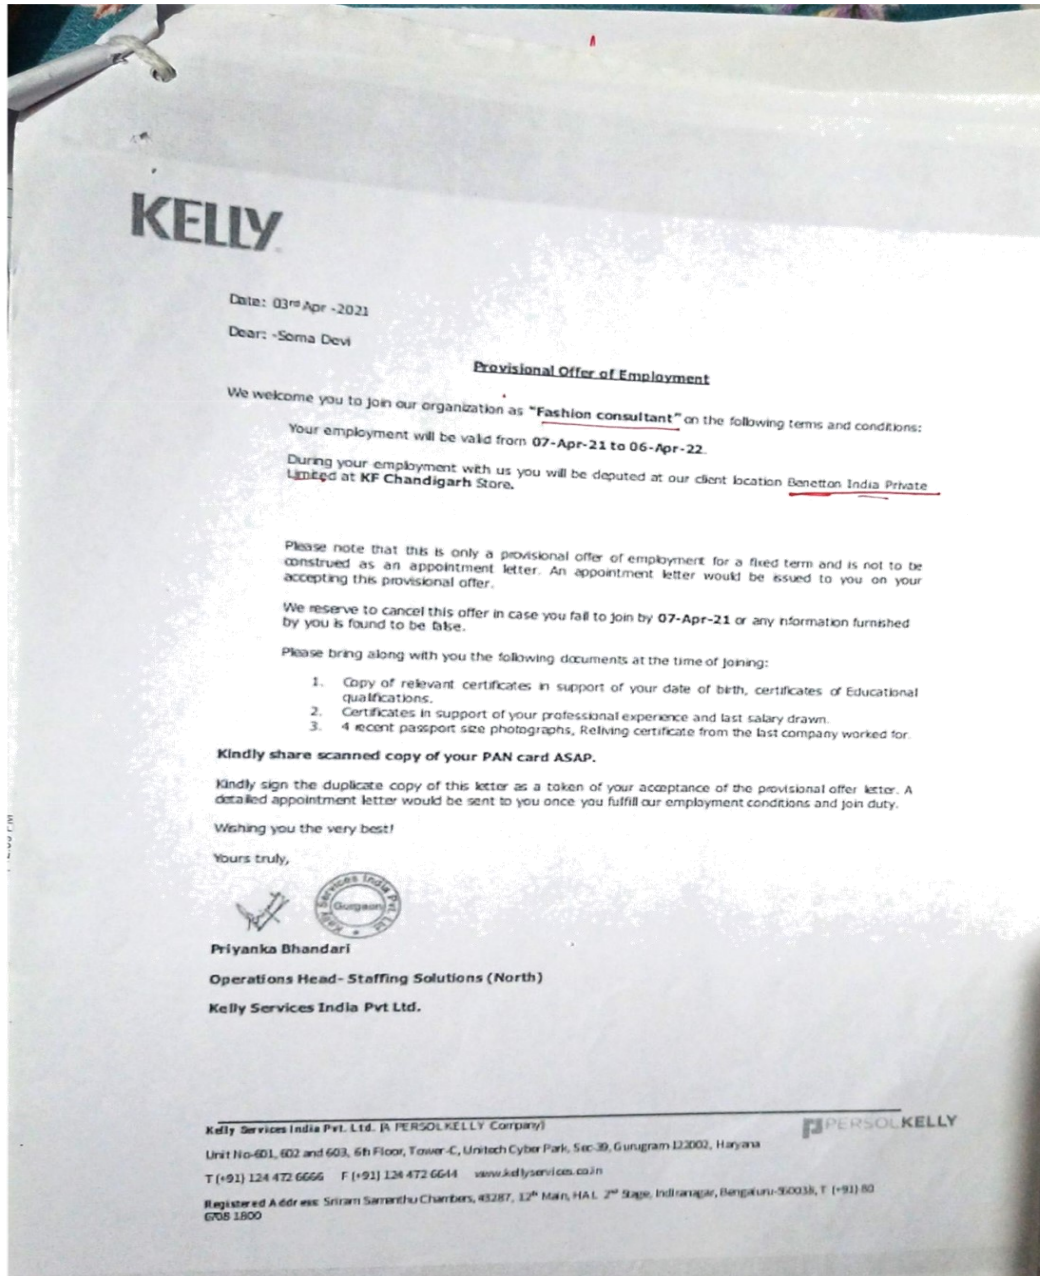 KELLY
Date: 03rd Apr -2021
Dear: -Soma Devi
Provisional Offer of Employment
We welcome you to join our organization as "Fashion consultant" on the following terms and conditions:
Your employment will be valid from 07-Apr-21 to 06-Apr-22.
During your employment with us you will be deputed at our client location Benetton India Private
Limited at KF Chandigarh Store.
Please note that this is only a provisional offer of employment for a fixed term and is not to be
construed as an appointment letter. An appointment letter would be issued to you on your
accepting this provisional offer.
We reserve to cancel this offer in case you fail to join by 07-Apr-21 or any information furnished
by you is found to be false.
Please bring along with you the following documents at the time of joining:
1. Copy of relevant certificates in support of your date of birth, certificates of Educational
qualifications.
2. Certificates in support of your professional experience and last salary drawn.
3. 4 recent passport size photographs, Reliving certificate from the last company worked for.
Kindly share scanned copy of your PAN card ASAP.
Kindly sign the duplicate copy of this letter as a token of your acceptance of the provisional offer letter. A
detailed appointment letter would be sent to you once you fulfill our employment conditions and join duty.
Wishing you the very best!
Yours truly,
Kelly Services India Pvt Ltd
Gurgaon
Priyanka Bhandari
Operations Head- Staffing Solutions (North)
Kelly Services India Pvt Ltd.
Kelly Services India Pvt. Ltd. (A PERSOLKELLY Company)
PERSOLKELLY
Unit No-601, 602 and 603, 6th Floor, Tower-C, Unitech Cyber Park, Sec-39, Gurugram 122002, Haryana
T (+91) 124 472 6666 F (+91) 124 472 6644 www.kellyservices.co.in
Registered Address: Sriram Samanthu Chambers, 12th Main, HAL 2nd Stage, Indiranagar, Bengaluru-560038, T (+91) 80
6708 1800